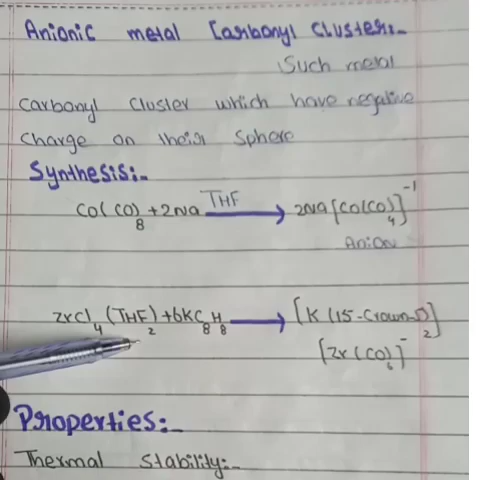 Anionic metal Carbonyl Cluster:-
Such metal
Carbonyl Cluster which have negative
Charge on their Sphere
Synthesis:-
CO(CO)8 + 2Na THF → 2Na[CO(CO)4]-1
Anion
ZrCl4(THF)2 + 6KC8H8 → [K(15-Crown-5)2]
[Zr(CO)6]-
Properties:-
Thermal Stability:-